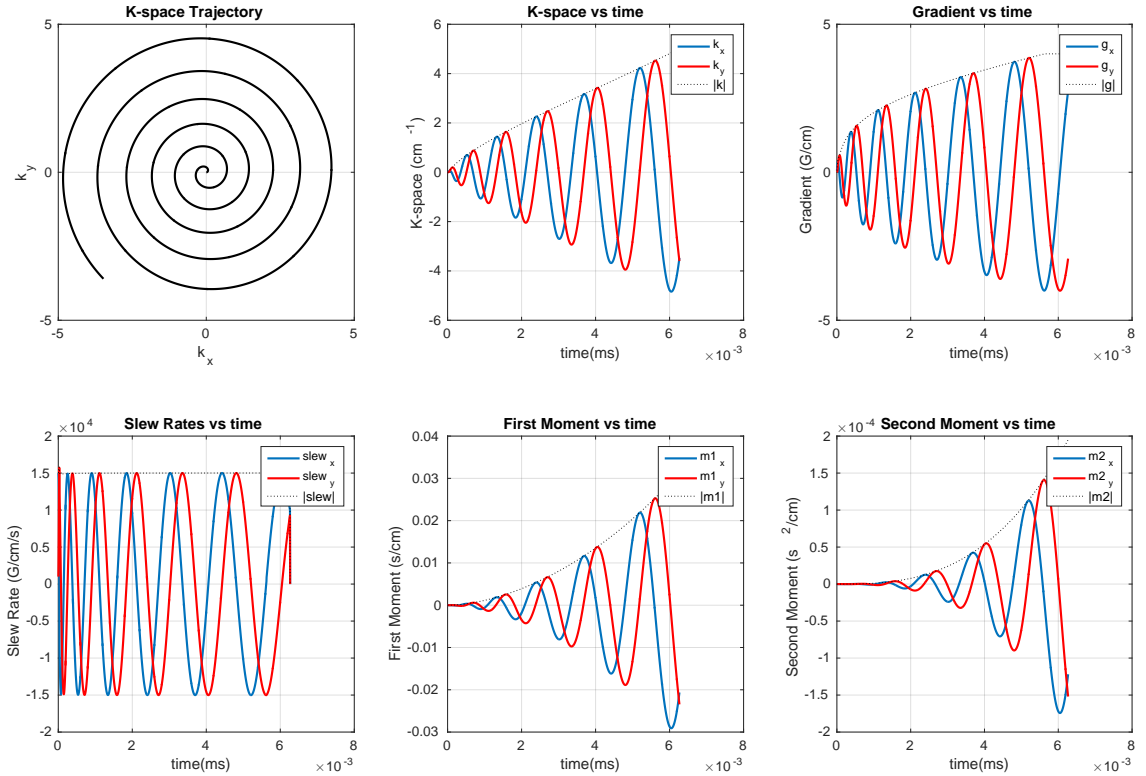 K-space Trajectory
5
0
-5
-5
0
5
k y
k x
K-space vs time
6
4
2
0
-2
-4
-6
0
2
4
6
8
×10 -3
K-space (cm -1)
time(ms)
k x
k y
|k|
Gradient vs time
5
0
-5
0
2
4
6
8
×10 -3
Gradient (G/cm)
time(ms)
g x
g y
|g|
Slew Rates vs time
×10 4
2
1.5
1
0.5
0
-0.5
-1
-1.5
-2
0
2
4
6
8
×10 -3
Slew Rate (G/cm/s)
time(ms)
slew x
slew y
|slew|
First Moment vs time
0.04
0.03
0.02
0.01
0
-0.01
-0.02
-0.03
0
2
4
6
8
×10 -3
First Moment (s/cm)
time(ms)
m1 x
m1 y
|m1|
Second Moment vs time
×10 -4
2
1.5
1
0.5
0
-0.5
-1
-1.5
-2
0
2
4
6
8
×10 -3
Second Moment (s 2/cm)
time(ms)
m2 x
m2 y
|m2|